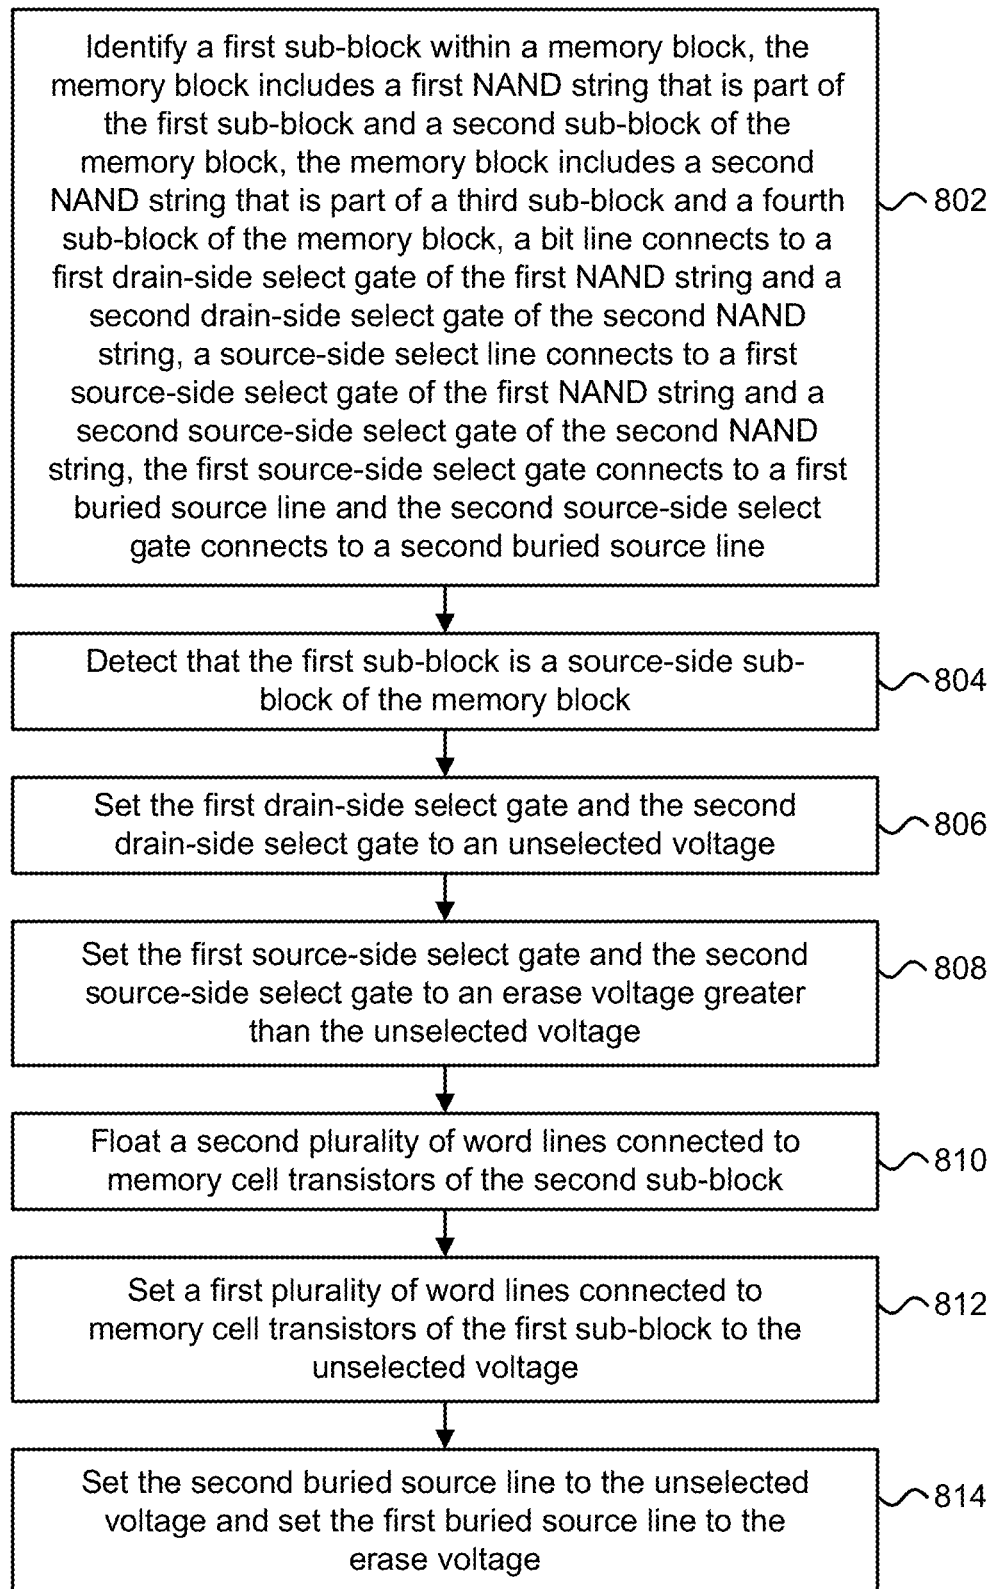 Identify a first sub-block within a memory block, the
memory block includes a first NAND string that is part of
the first sub-block and a second sub-block of the
memory block, the memory block includes a second
NAND string that is part of a third sub-block and a fourth
sub-block of the memory block, a bit line connects to a
first drain-side select gate of the first NAND string and a
second drain-side select gate of the second NAND
string, a source-side select line connects to a first
source-side select gate of the first NAND string and a
second source-side select gate of the second NAND
string, the first source-side select gate connects to a first
buried source line and the second source-side select
gate connects to a second buried source line
802
Detect that the first sub-block is a source-side sub-
block of the memory block
804
Set the first drain-side select gate and the second
drain-side select gate to an unselected voltage
806
Set the first source-side select gate and the second
source-side select gate to an erase voltage greater
than the unselected voltage
808
Float a second plurality of word lines connected to
memory cell transistors of the second sub-block
810
Set a first plurality of word lines connected to
memory cell transistors of the first sub-block to the
unselected voltage
812
Set the second buried source line to the unselected
voltage and set the first buried source line to the
erase voltage
814